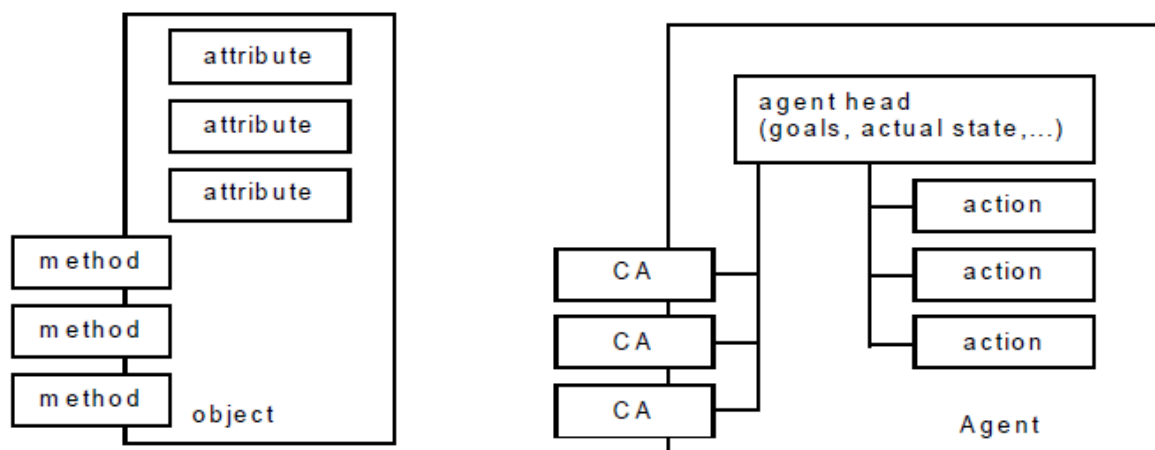 attribute
attribute
attribute
method
method
method
object
agent head
(goals, actual state,...)
action
action
action
CA
CA
CA
Agent